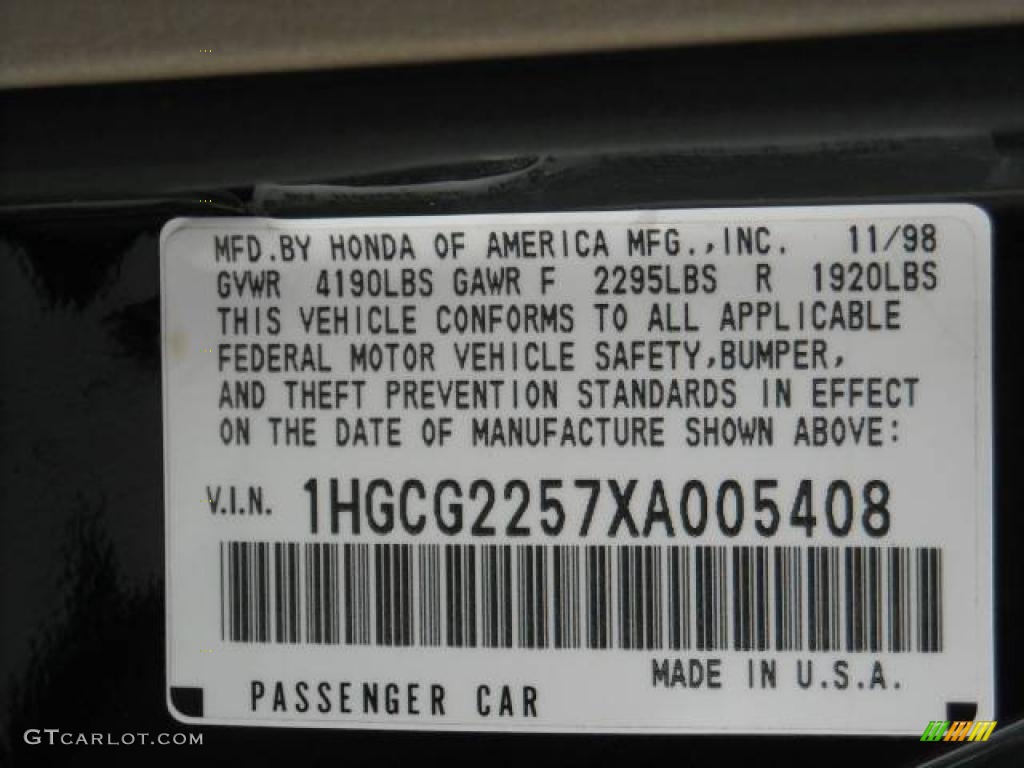 MFD.BY HONDA OF AMERICA MFG.,INC. 11/98
GVWR 4190LBS GAWR F 2295LBS R 1920LBS
THIS VEHICLE CONFORMS TO ALL APPLICABLE
FEDERAL MOTOR VEHICLE SAFETY,BUMPER,
AND THEFT PREVENTION STANDARDS IN EFFECT
ON THE DATE OF MANUFACTURE SHOWN ABOVE:
V.I.N. 1HGCG2257XA005408
MADE IN U.S.A.
PASSENGER CAR
GTCARLOT.COM